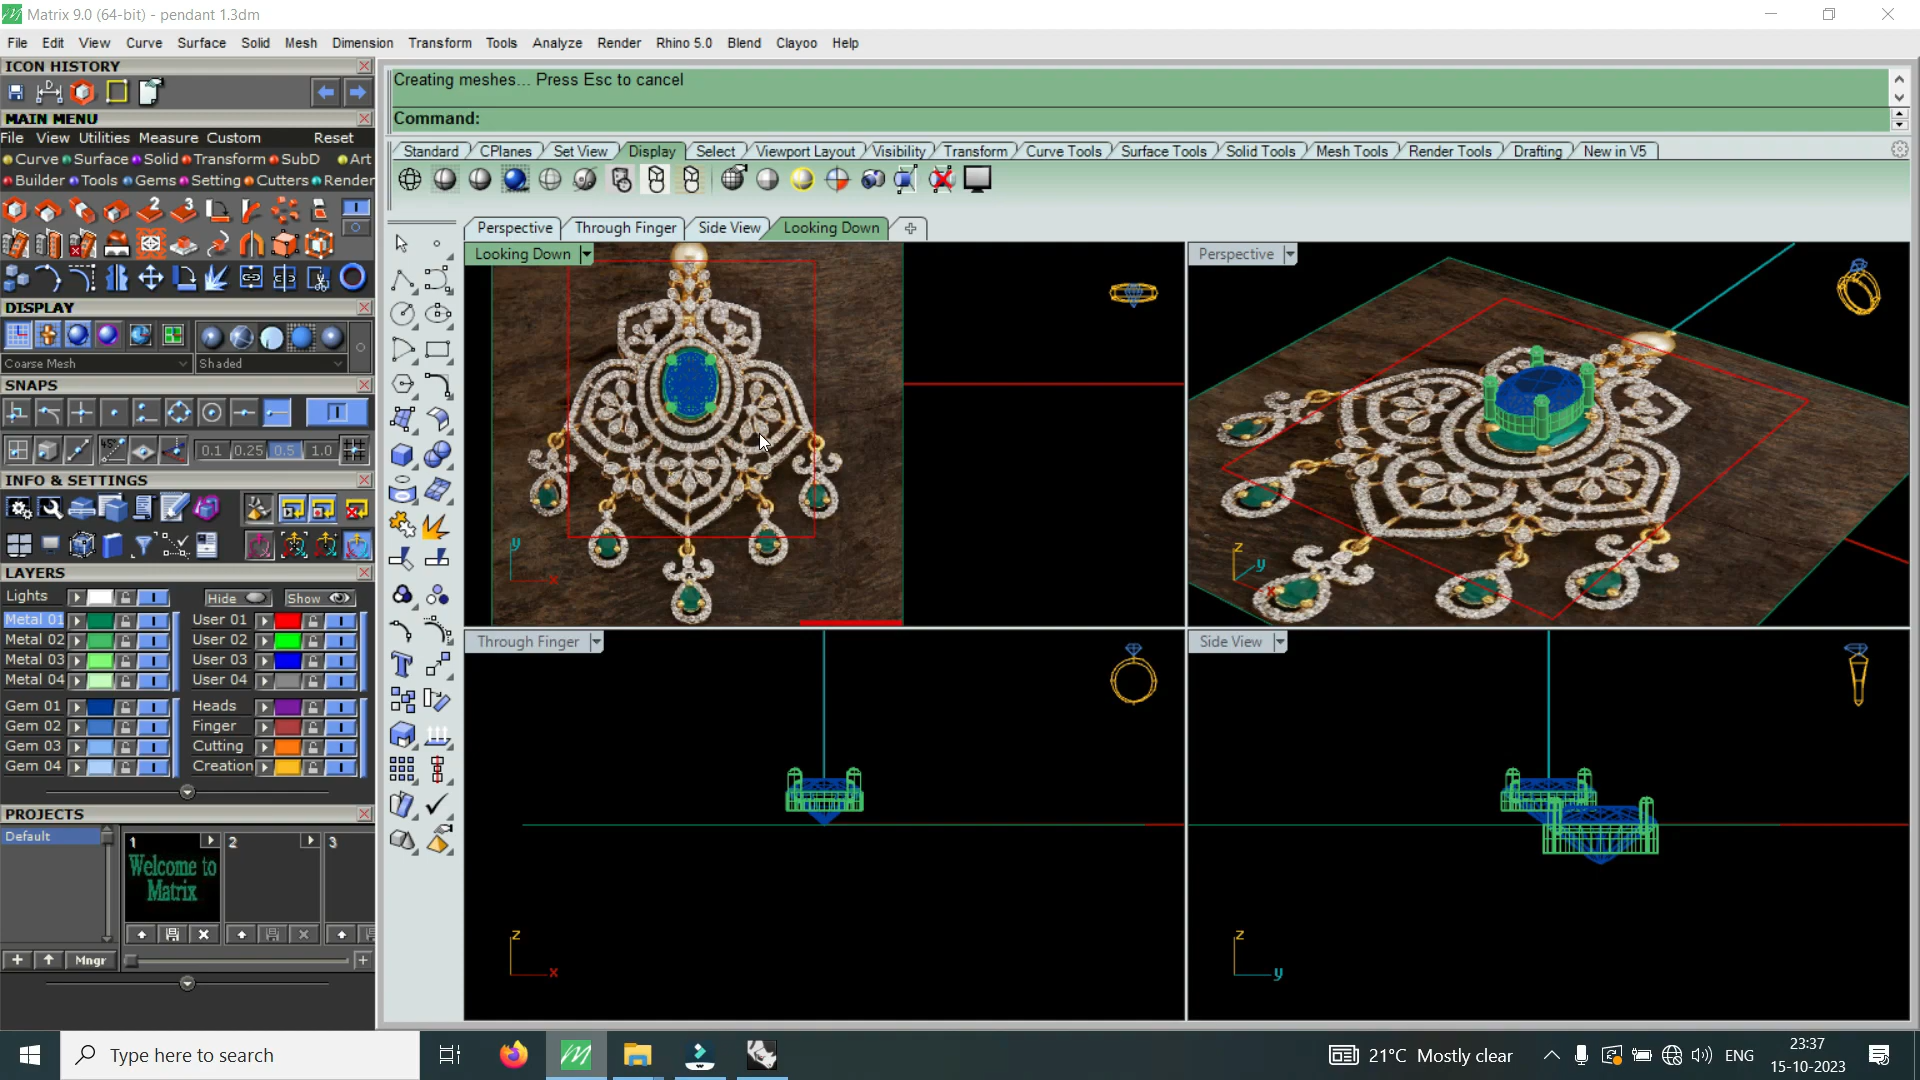 Matrix 9.0 (64-bit) - pendant 1.3dm
File Edit View Curve Surface Solid Mesh Dimension Transform Tools Analyze Render Rhino 5.0 Blend Clayoo Help
ICON HISTORY
MAIN MENU
File View Utilities Measure Custom Reset
Curve Surface Solid Transform SubD Art
Builder Tools Gems Setting Cutters Render
2 3
DISPLAY
Coarse Mesh Shaded
SNAPS
0.1 0.25 0.5 1.0
INFO & SETTINGS
LAYERS
Lights Hide Show
Metal 01 User 01
Metal 02 User 02
Metal 03 User 03
Metal 04 User 04
Gem 01 Heads
Gem 02 Finger
Gem 03 Cutting
Gem 04 Creation
PROJECTS
Default
1 2 3
Welcome to
Matrix
Mngr
Creating meshes... Press Esc to cancel
Command:
Standard CPlanes Set View Display Select Viewport Layout Visibility Transform Curve Tools Surface Tools Solid Tools Mesh Tools Render Tools Drafting New in V5
Perspective Through Finger Side View Looking Down
Looking Down
y
x
Perspective
z
y
x
Through Finger
z
x
Side View
z
y
Type here to search
21°C Mostly clear
ENG
23:37
15-10-2023